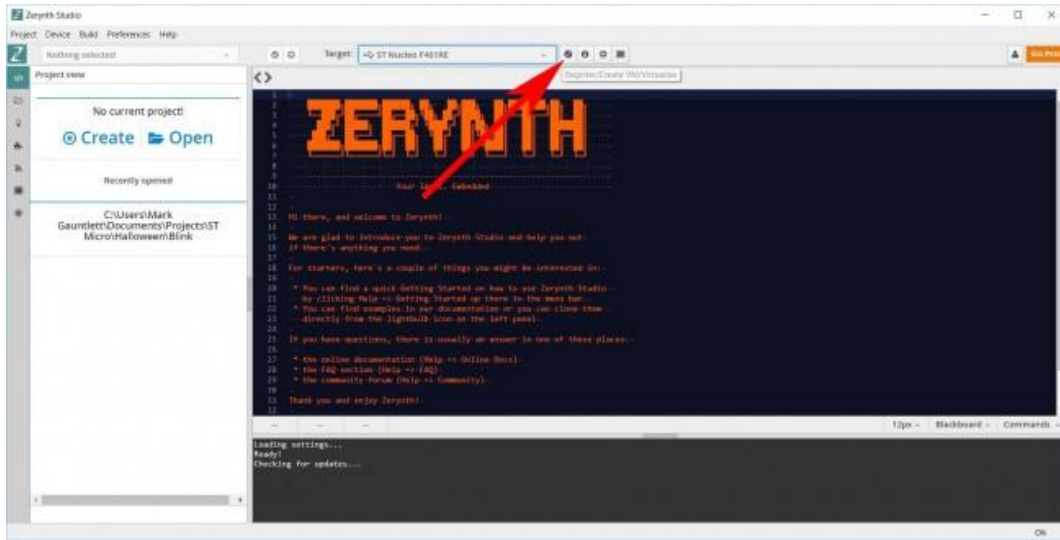 Zerynth Studio
Project Device Build Preferences Help
Nothing selected
Target: ST Nucleo F401RE
Go Pro
Project view
Register/Create VM/Virtualize
No current project!
Create Open
Recently opened
C:\Users\Mark
Gauntlett\Documents\Projects\ST
Micro\Halloween\Blink
ZERYNTH
Your Embedded
Hi there, and welcome to Zerynth!
We are glad to introduce you to Zerynth Studio and help you out
if there's anything you need.
For starters, here's a couple of things you might be interested in:
* You can find a quick Getting Started on how to use Zerynth Studio
by clicking Help -> Getting Started up there in the menu bar.
* You can find examples in our documentation or you can clone them
directly from the lightbulb icon on the left panel.
If you have questions, there is usually an answer in one of these places:
* the online documentation (Help -> Online Docs)
* the FAQ section (Help -> FAQ)
* the community forum (Help -> Community)
Thank you and enjoy Zerynth!
12px Blackboard Commands
Loading settings...
Ready!
Checking for updates...
ON